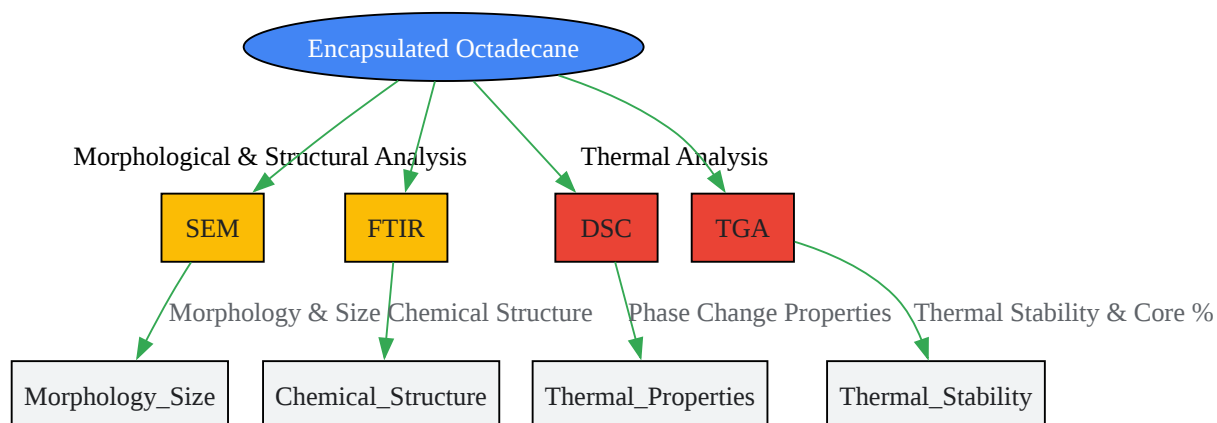 Encapsulated Octadecane
Morphological & Structural Analysis
Thermal Analysis
SEM
FTIR
DSC
TGA
Morphology & Size
Chemical Structure
Phase Change Properties
Thermal Stability & Core %
Morphology_Size
Chemical_Structure
Thermal_Properties
Thermal_Stability